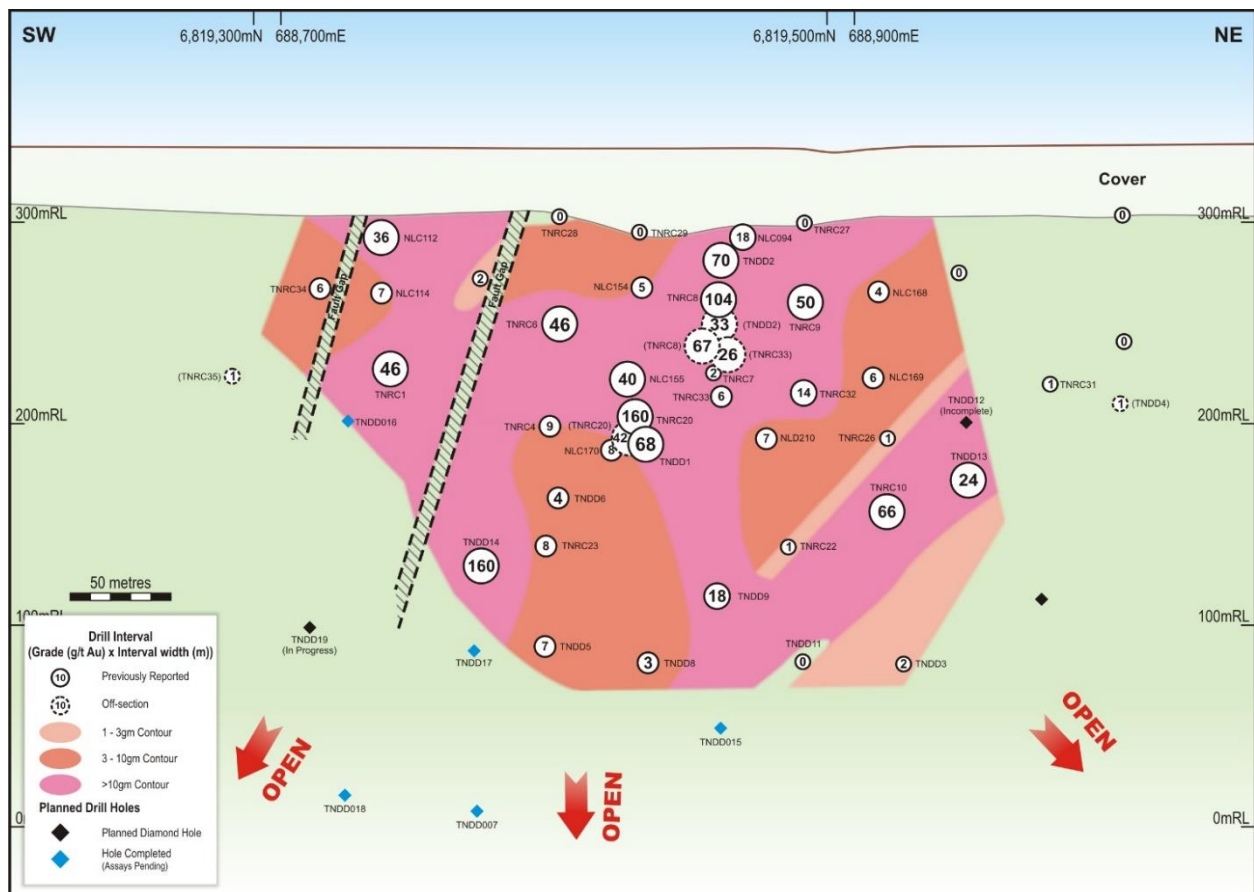 SW
6,819,300mN
688,700mE
6,819,500mN
688,900mE
NE
Cover
300mRL
300mRL
0
TNRC28
0
TNRC29
18
NLC094
0
TNRC27
0
36
NLC112
Fault Gap
Fault Gap
2
70
TNDD2
0
TNRC34
6
7
NLC114
NLC154
5
TNRC8
104
50
TNRC9
4
NLC168
TNRC6
46
33
(TNDD2)
(TNRC8)
67
26
(TNRC33)
0
(TNRC35)
1
46
TNRC1
40
NLC155
2
TNRC7
TNRC33
6
14
TNRC32
6
NLC169
1
TNRC31
1
(TNDD4)
TNDD12
(Incomplete)
200mRL
200mRL
TNDD016
TNRC4
9
(TNRC20)
160
TNRC20
42
68
TNDD1
NLC170
8
7
NLD210
TNRC26
1
TNDD13
24
4
TNDD6
TNRC10
66
8
TNRC23
1
TNRC22
TNDD14
160
18
TNDD9
50 metres
100mRL
100mRL
TNDD19
(In Progress)
TNDD17
7
TNDD5
3
TNDD8
TNDD11
0
2
TNDD3
TNDD015
OPEN
OPEN
OPEN
TNDD018
TNDD007
0mRL
0mRL
Drill Interval
(Grade (g/t Au) x Interval width (m))
10
Previously Reported
10
Off-section
1 - 3gm Contour
3 - 10gm Contour
>10gm Contour
Planned Drill Holes
Planned Diamond Hole
Hole Completed
(Assays Pending)